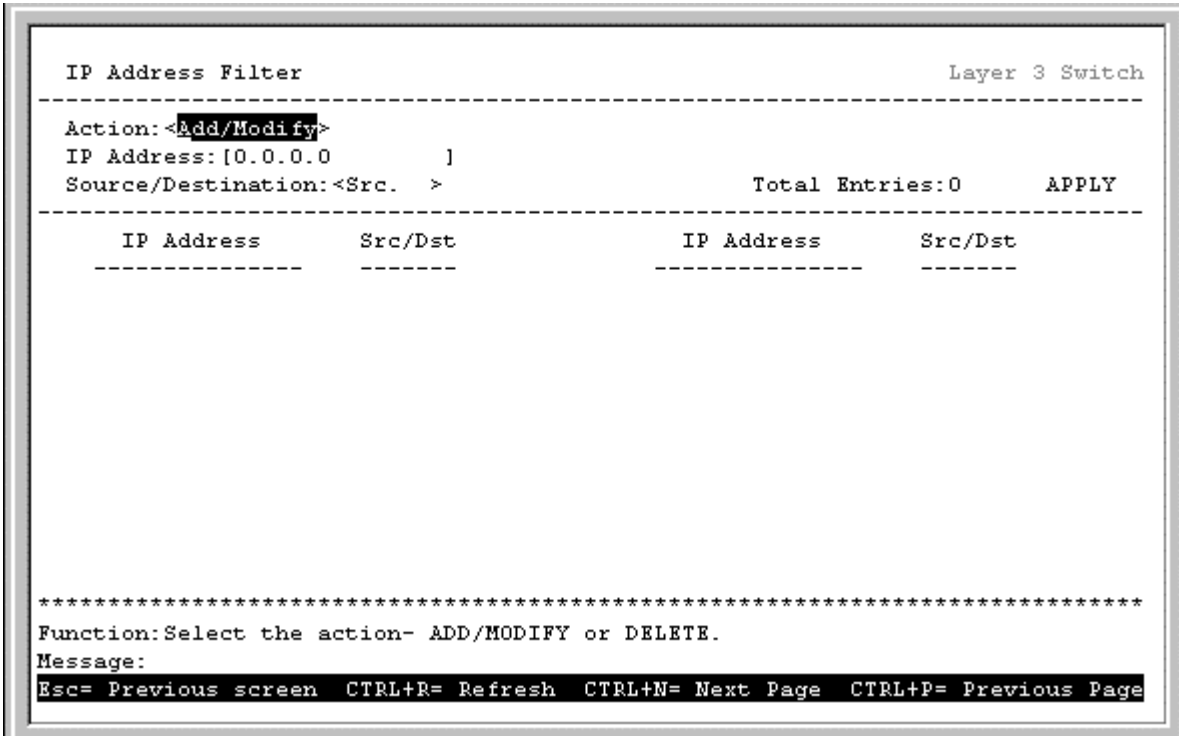 IP Address Filter Layer 3 Switch
--------------------------------------------------------------------------------
Action:<Add/Modify>
IP Address:[0.0.0.0 ]
Source/Destination:<Src. > Total Entries:0 APPLY
--------------------------------------------------------------------------------
IP Address Src/Dst IP Address Src/Dst
--------------- ------- --------------- -------
********************************************************************************
Function:Select the action- ADD/MODIFY or DELETE.
Message:
Esc= Previous screen CTRL+R= Refresh CTRL+N= Next Page CTRL+P= Previous Page